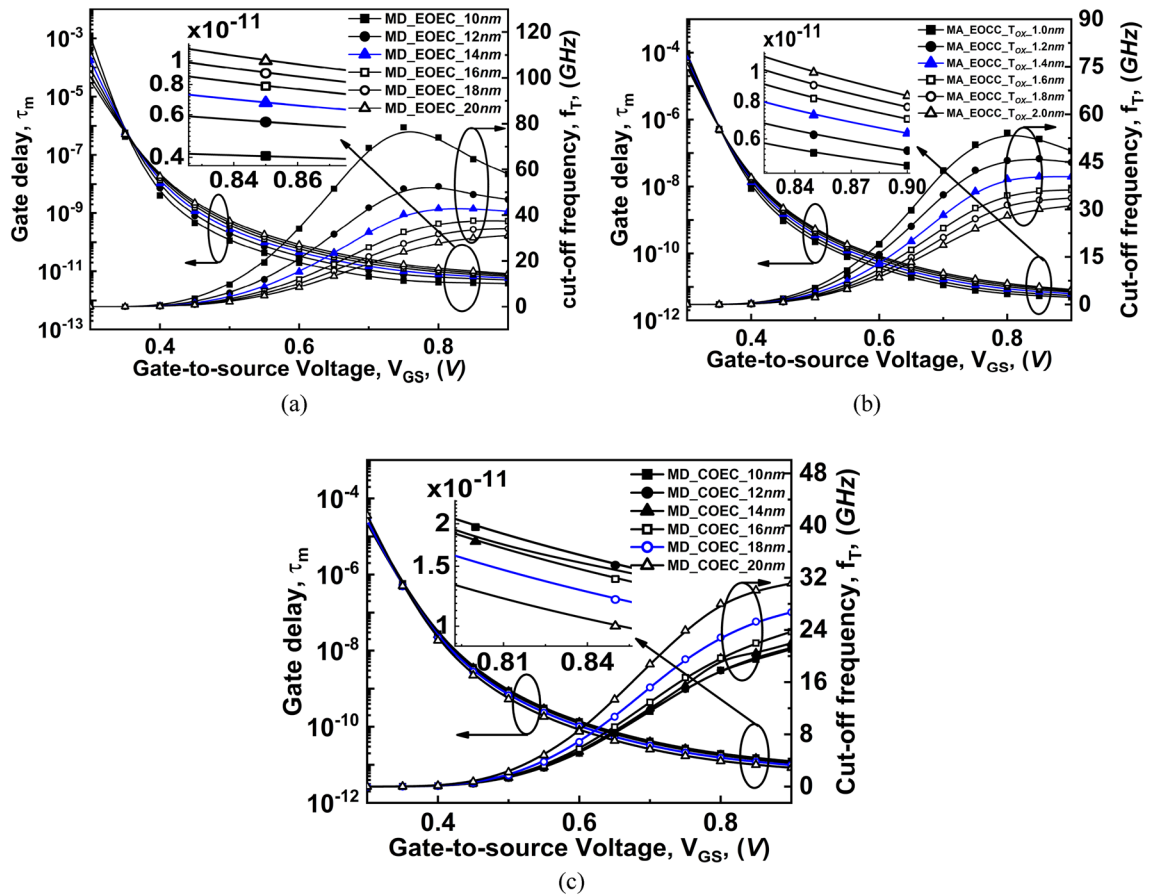 x10⁻¹¹
1
0.8
0.6
0.4
0.84 0.86
MD_EOEC_10nm
MD_EOEC_12nm
MD_EOEC_14nm
MD_EOEC_16nm
MD_EOEC_18nm
MD_EOEC_20nm
Gate delay, τm
10⁻³
10⁻⁵
10⁻⁷
10⁻⁹
10⁻¹¹
10⁻¹³
0.4 0.6 0.8
Gate-to-source Voltage, VGS, (V)
120
100
80
60
40
20
0
cut-off frequency, fT, (GHz)
(a)
x10⁻¹¹
1
0.8
0.6
0.84 0.87 0.90
MA_EOCC_TOX_1.0nm
MA_EOCC_TOX_1.2nm
MA_EOCC_TOX_1.4nm
MA_EOCC_TOX_1.6nm
MA_EOCC_TOX_1.8nm
MA_EOCC_TOX_2.0nm
Gate delay, τm
10⁻⁴
10⁻⁶
10⁻⁸
10⁻¹⁰
10⁻¹²
0.4 0.6 0.8
Gate-to-source Voltage, VGS, (V)
90
75
60
45
30
15
0
Cut-off frequency, fT, (GHz)
(b)
x10⁻¹¹
2
1.5
1
0.81 0.84
MD_COEC_10nm
MD_COEC_12nm
MD_COEC_14nm
MD_COEC_16nm
MD_COEC_18nm
MD_COEC_20nm
Gate delay, τm
10⁻⁴
10⁻⁶
10⁻⁸
10⁻¹⁰
10⁻¹²
0.4 0.6 0.8
Gate-to-source Voltage, VGS, (V)
48
40
32
24
16
8
0
Cut-off frequency, fT, (GHz)
(c)